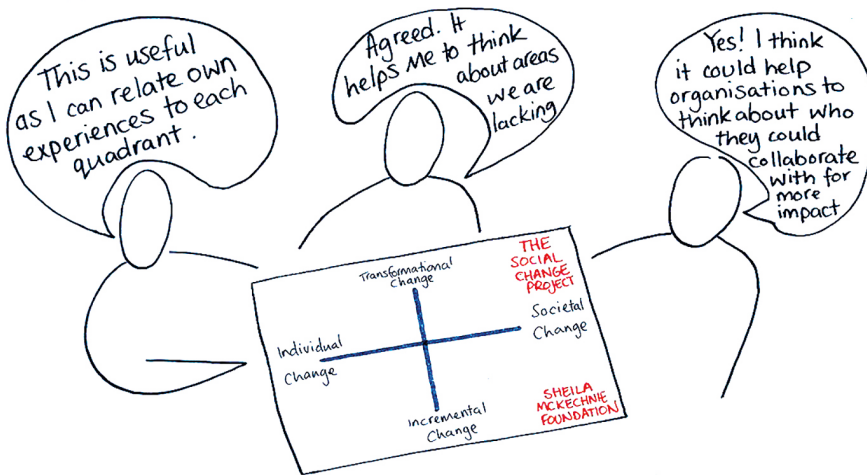 This is useful
as I can relate own
experiences to each
quadrant.
Agreed. It
helps me to think
about areas
we are
lacking
Yes! I think
it could help
organisations to
think about who
they could
collaborate
with for
more
impact
Transformational
Change
THE
SOCIAL
CHANGE
PROJECT
Individual
Change
Societal
Change
Incremental
Change
SHEILA
MCKECHNIE
FOUNDATION